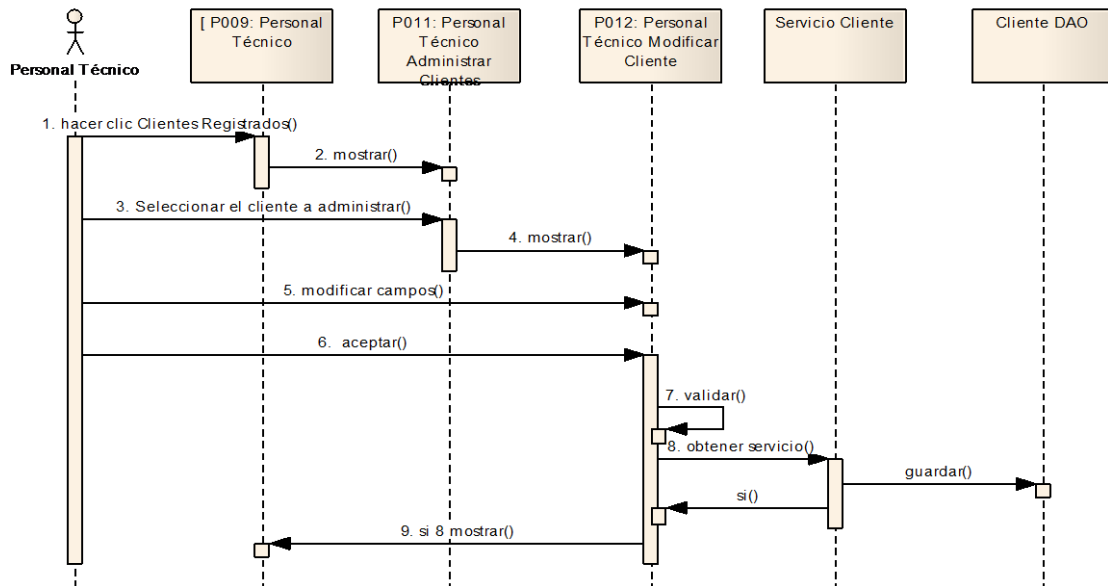 [ P009: Personal
Técnico
P011: Personal
Técnico
Administrar
Clientes
P012: Personal
Técnico Modificar
Cliente
Servicio Cliente
Cliente DAO
Personal Técnico
1. hacer clic Clientes Registrados()
2. mostrar()
3. Seleccionar el cliente a administrar()
4. mostrar()
5. modificar campos()
6. aceptar()
7. validar()
8. obtener servicio()
guardar()
si()
9. si 8 mostrar()